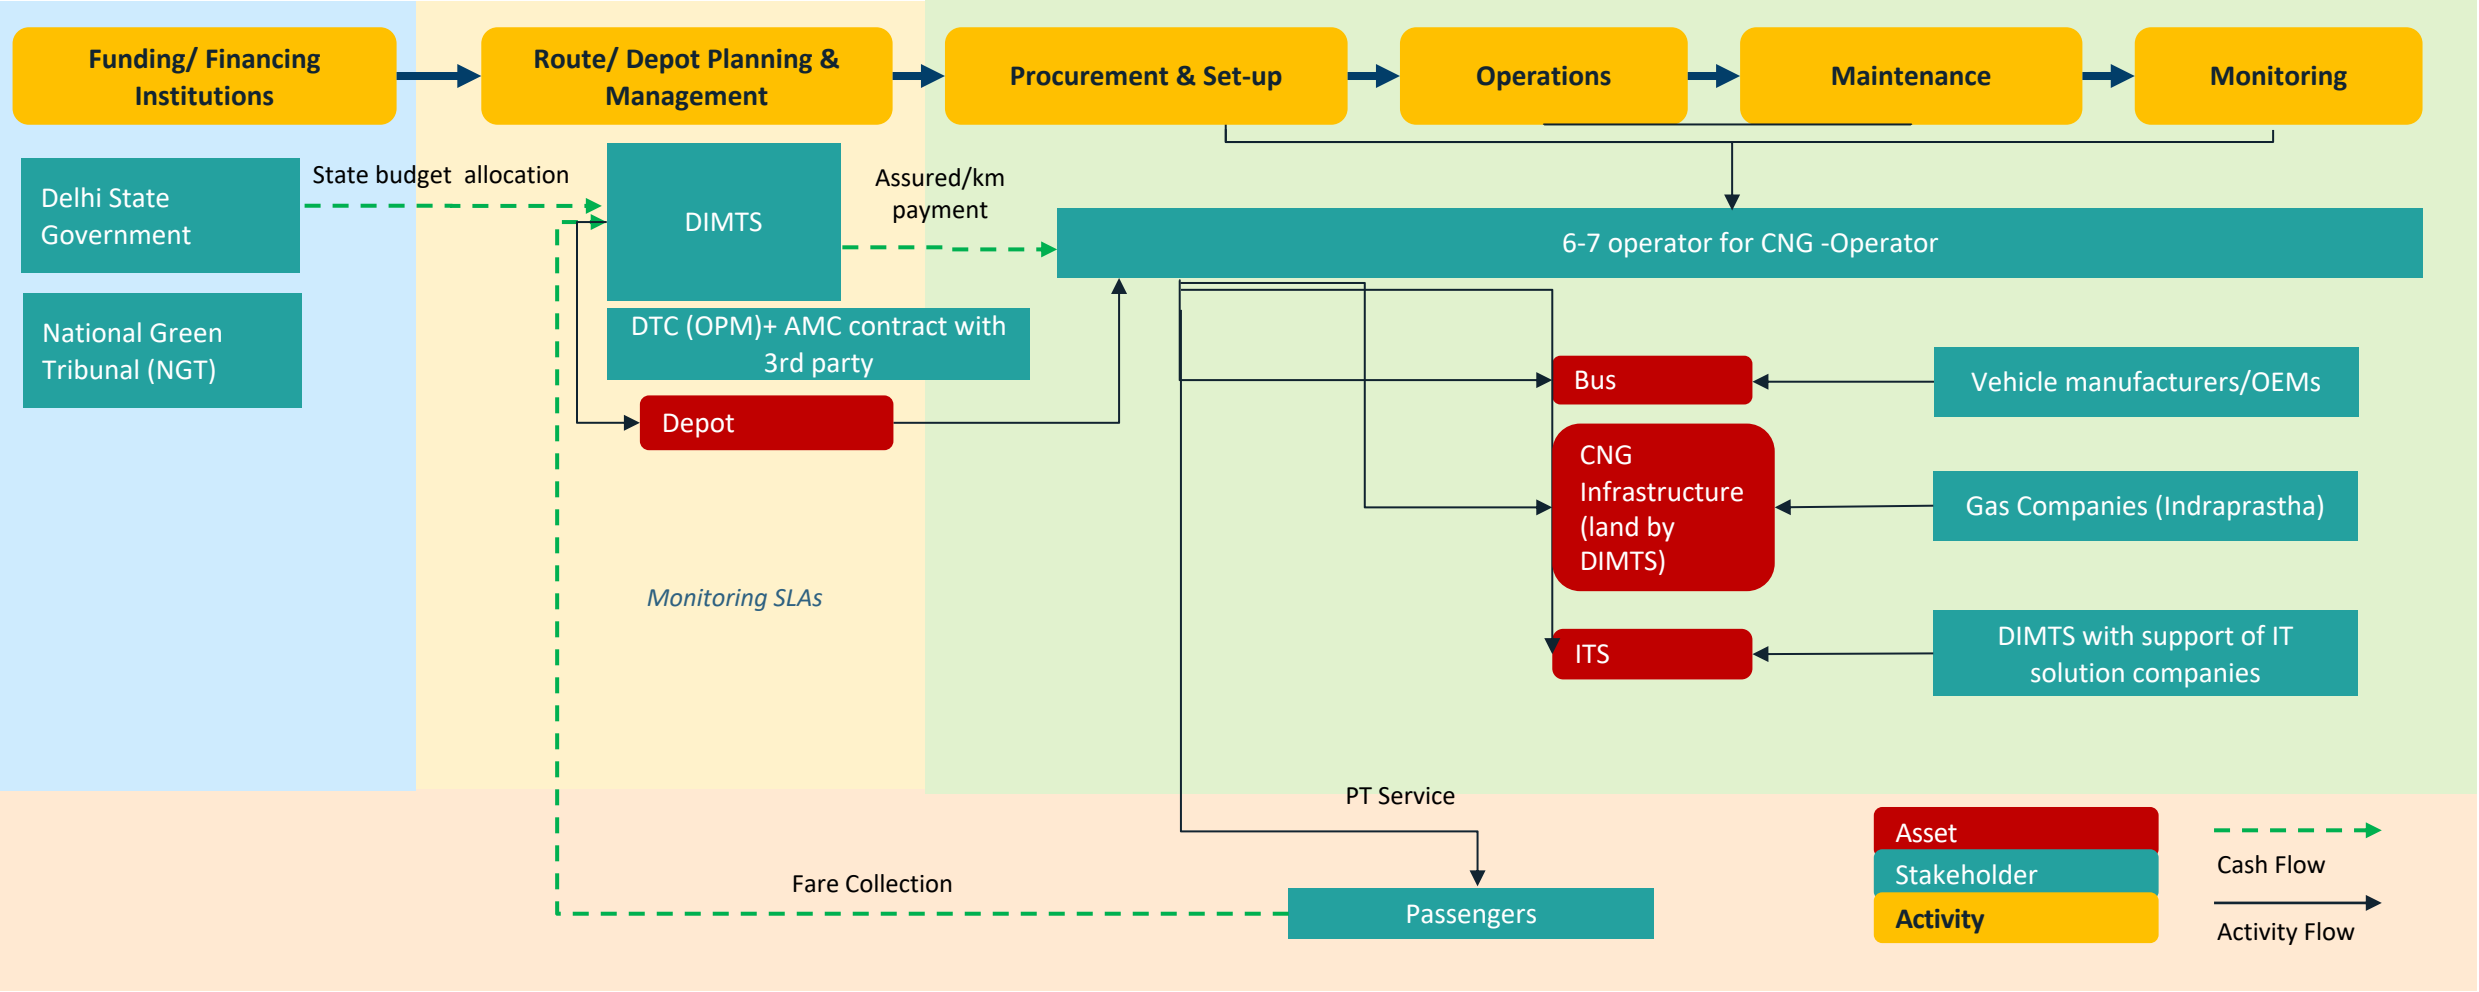 Funding/ Financing
Institutions
Route/ Depot Planning &
Management
Procurement & Set-up
Operations
Maintenance
Monitoring
Delhi State
Government
State budget  allocation
DIMTS
Assured/km
payment
6-7 operator for CNG -Operator
National Green
Tribunal (NGT)
DTC (OPM)+ AMC contract with
3rd party
Depot
Bus
Vehicle manufacturers/OEMs
CNG
Infrastructure
(land by
DIMTS)
Gas Companies (Indraprastha)
Monitoring SLAs
ITS
DIMTS with support of IT
solution companies
PT Service
Fare Collection
Passengers
Asset
Stakeholder
Activity
Cash Flow
Activity Flow